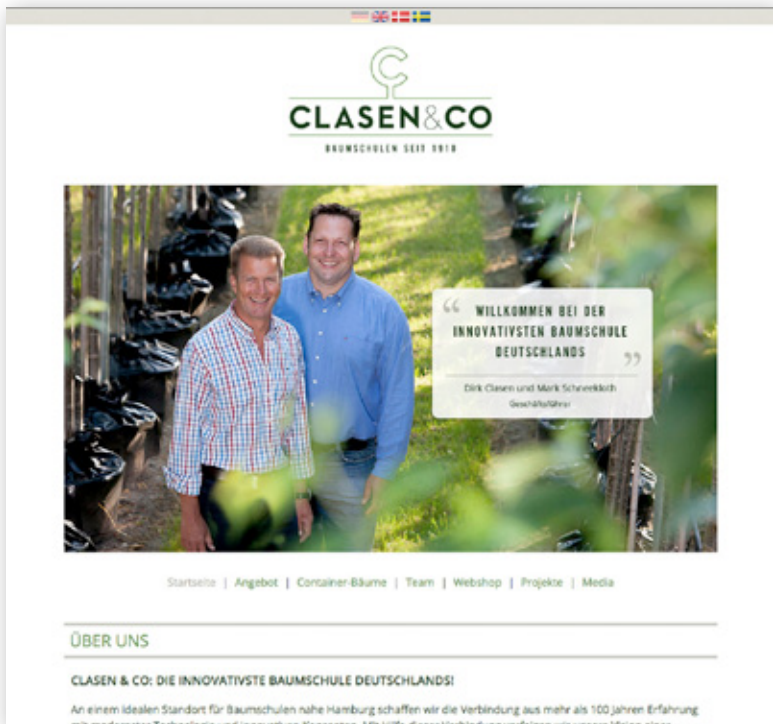 CLASEN&CO
BAUMSCHULEN SEIT 1910
“ WILLKOMMEN BEI DER
INNOVATIVSTEN BAUMSCHULE
DEUTSCHLANDS ”
Dirk Clasen und Mark Schneekloth
Geschäftsführer
Startseite | Angebot | Container-Bäume | Team | Webshop | Projekte | Media
ÜBER UNS
CLASEN & CO: DIE INNOVATIVSTE BAUMSCHULE DEUTSCHLANDS!
An einem idealen Standort für Baumschulen nahe Hamburg schaffen wir die Verbindung aus mehr als 100 Jahren Erfahrung